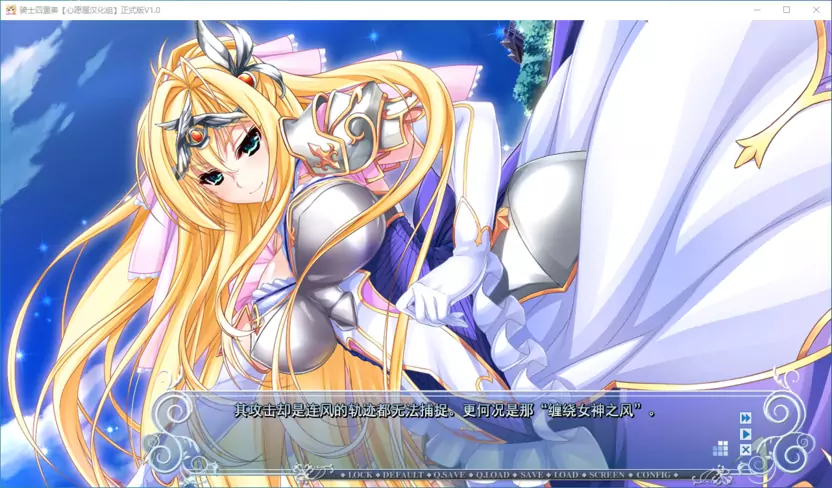 骑士四重奏【心愿屋汉化组】正式版V1.0
其攻击却是连风的轨迹都无法捕捉。更何况是那“缠绕女神之风”。
LOCK DEFAULT Q.SAVE Q.LOAD SAVE LOAD SCREEN CONFIG